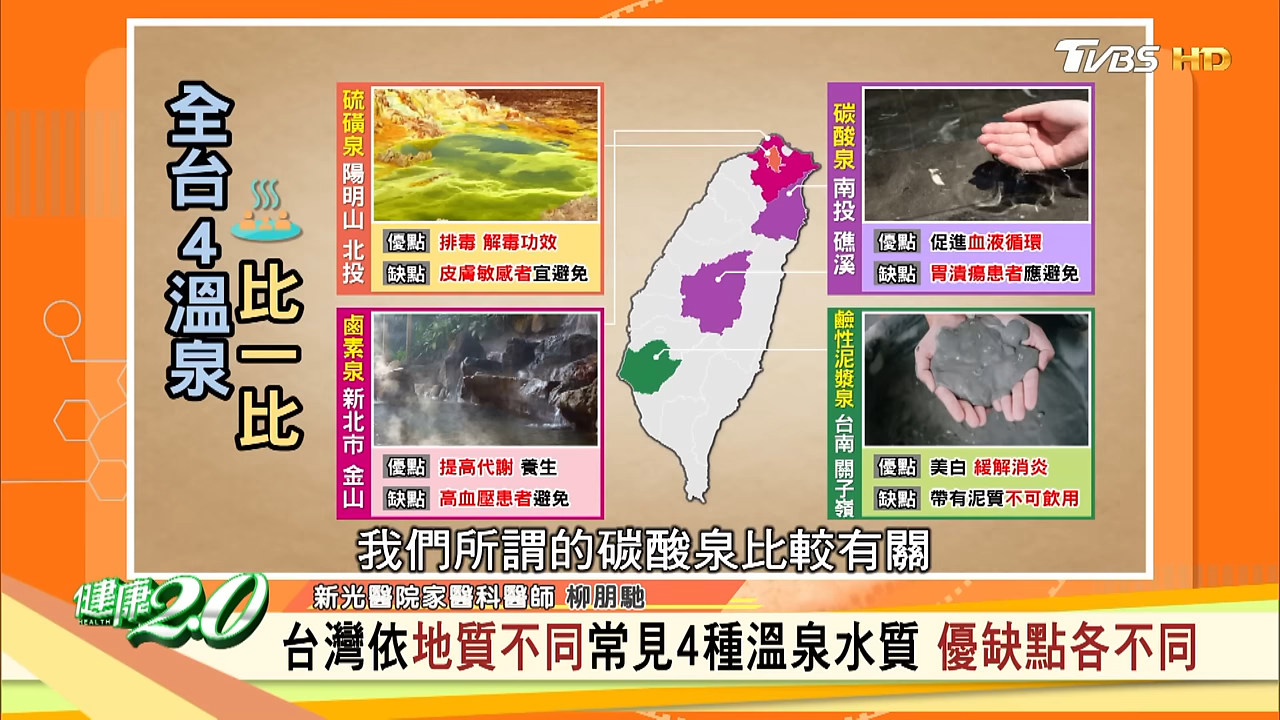 TVBS HD
全台4溫泉
比一比
硫磺泉 陽明山 北投
優點 排毒 解毒功效
缺點 皮膚敏感者宜避免
碳酸泉 南投 礁溪
優點 促進血液循環
缺點 胃潰瘍患者應避免
鹵素泉 新北市 金山
優點 提高代謝 養生
缺點 高血壓患者避免
鹼性泥漿泉 台南 關子嶺
優點 美白 緩解消炎
缺點 帶有泥質不可飲用
我們所謂的碳酸泉比較有關
健康2.0
HEALTH
新光醫院家醫科醫師 柳朋馳
台灣依地質不同常見4種溫泉水質 優缺點各不同